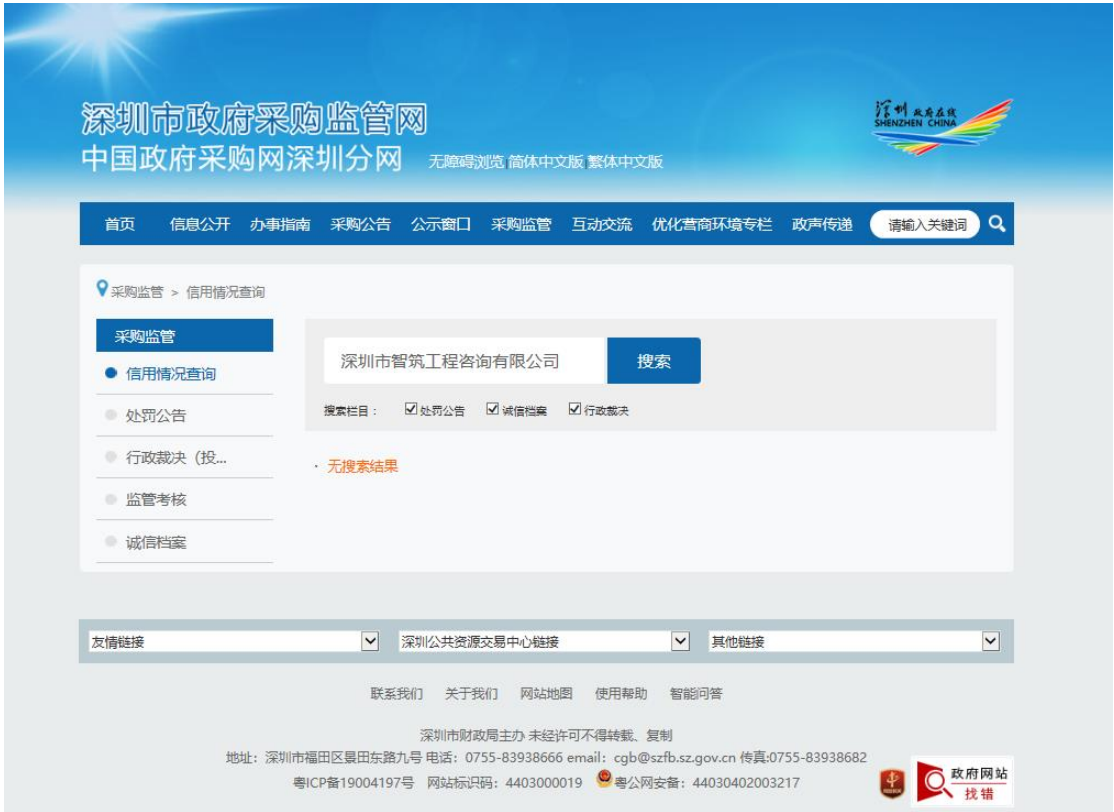 深圳市政府采购监管网
深圳政府在线
SHENZHEN CHINA
中国政府采购网深圳分网 无障碍浏览|简体中文版|繁体中文版
首页 信息公开 办事指南 采购公告 公示窗口 采购监管 互动交流 优化营商环境专栏 政声传递 请输入关键词
采购监管 > 信用情况查询
采购监管
信用情况查询
处罚公告
行政裁决（投...
监管考核
诚信档案
深圳市智筑工程咨询有限公司 搜索
搜索栏目： 处罚公告 诚信档案 行政裁决
· 无搜索结果
友情链接 深圳公共资源交易中心链接 其他链接
联系我们 关于我们 网站地图 使用帮助 智能问答
深圳市财政局主办 未经许可不得转载、复制
地址：深圳市福田区景田东路九号 电话：0755-83938666 email：cgb@szfb.sz.gov.cn 传真:0755-83938682
粤ICP备19004197号 网站标识码：4403000019 粤公网安备：44030402003217
政府网站
找错